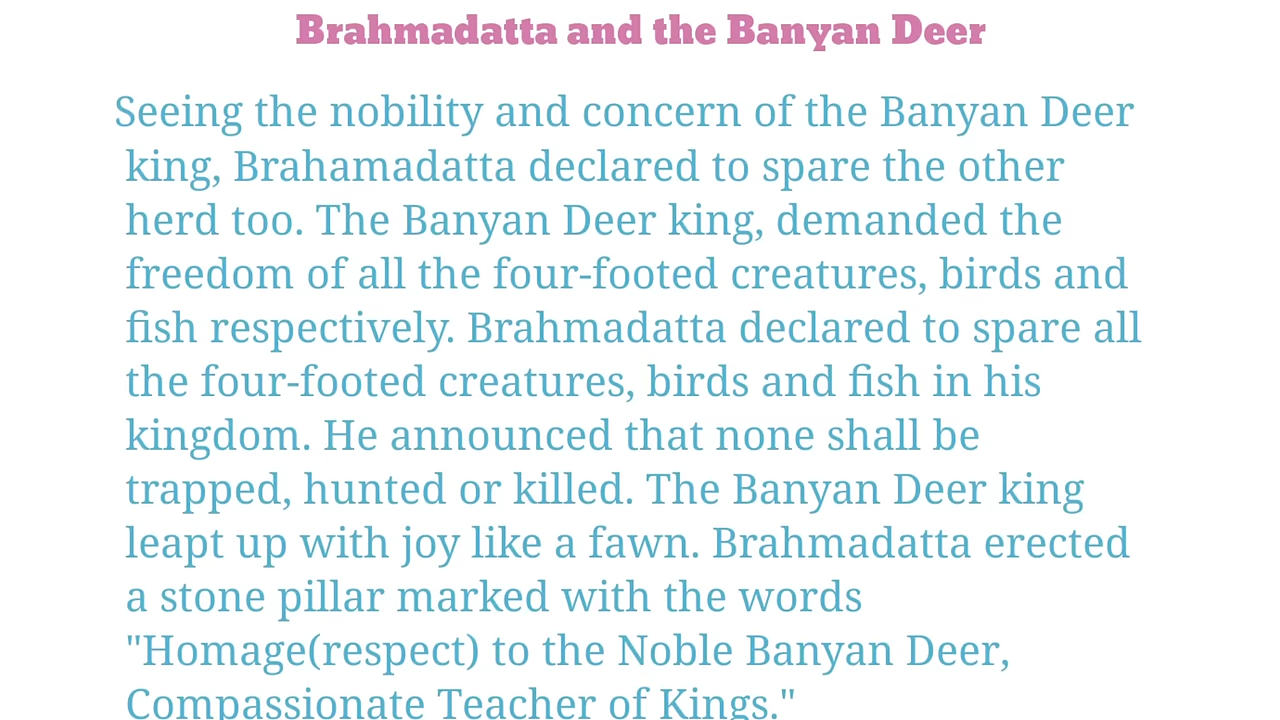 Brahmadatta and the Banyan Deer
Seeing the nobility and concern of the Banyan Deer
king, Brahamadatta declared to spare the other
herd too. The Banyan Deer king, demanded the
freedom of all the four-footed creatures, birds and
fish respectively. Brahmadatta declared to spare all
the four-footed creatures, birds and fish in his
kingdom. He announced that none shall be
trapped, hunted or killed. The Banyan Deer king
leapt up with joy like a fawn. Brahmadatta erected
a stone pillar marked with the words
"Homage(respect) to the Noble Banyan Deer,
Compassionate Teacher of Kings."